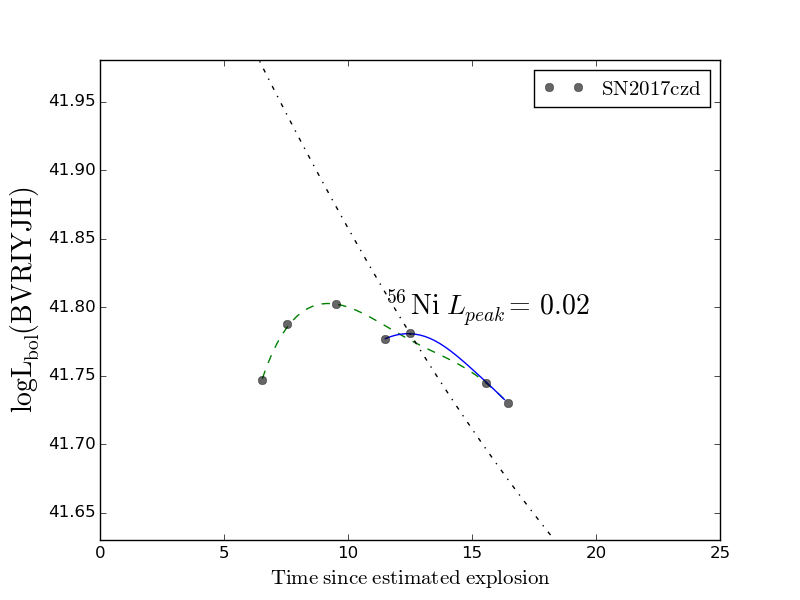 SN2017czd
41.95
41.90
41.85
41.80
41.75
41.70
41.65
logL_bol(BVRIYJH)
^56Ni L_peak = 0.02
0 5 10 15 20 25
Time since estimated explosion